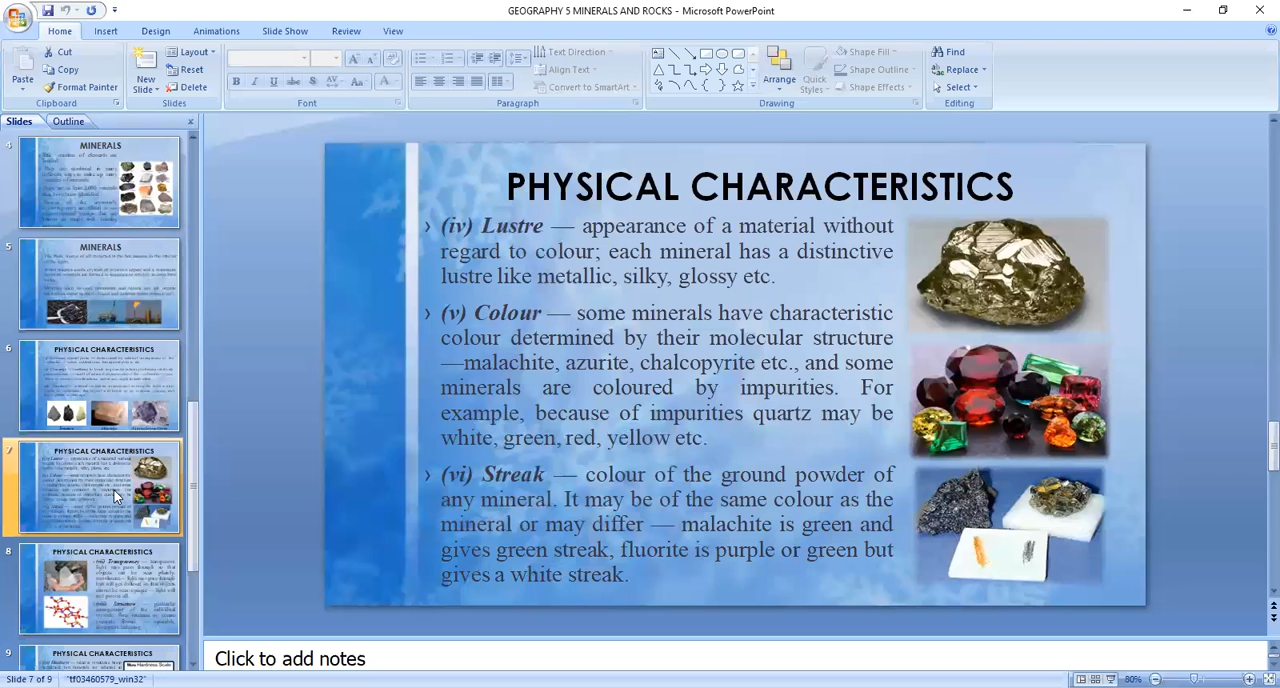 GEOGRAPHY 5 MINERALS AND ROCKS - Microsoft PowerPoint
Home Insert Design Animations Slide Show Review View
Cut
Copy
Format Painter
Paste
Clipboard
New
Slide
Layout
Reset
Delete
Slides
Font
Paragraph
Text Direction
Align Text
Convert to SmartArt
Arrange
Quick
Styles
Shape Fill
Shape Outline
Shape Effects
Drawing
Find
Replace
Select
Editing
Slides Outline
4
MINERALS
5
MINERALS
6
PHYSICAL CHARACTERISTICS
7
PHYSICAL CHARACTERISTICS
8
PHYSICAL CHARACTERISTICS
9
PHYSICAL CHARACTERISTICS
PHYSICAL CHARACTERISTICS
(iv) Lustre — appearance of a material without
regard to colour; each mineral has a distinctive
lustre like metallic, silky, glossy etc.
(v) Colour — some minerals have characteristic
colour determined by their molecular structure
—malachite, azurite, chalcopyrite etc., and some
minerals are coloured by impurities. For
example, because of impurities quartz may be
white, green, red, yellow etc.
(vi) Streak — colour of the ground powder of
any mineral. It may be of the same colour as the
mineral or may differ — malachite is green and
gives green streak, fluorite is purple or green but
gives a white streak.
Click to add notes
Slide 7 of 9 "tf03460579_win32" 80%